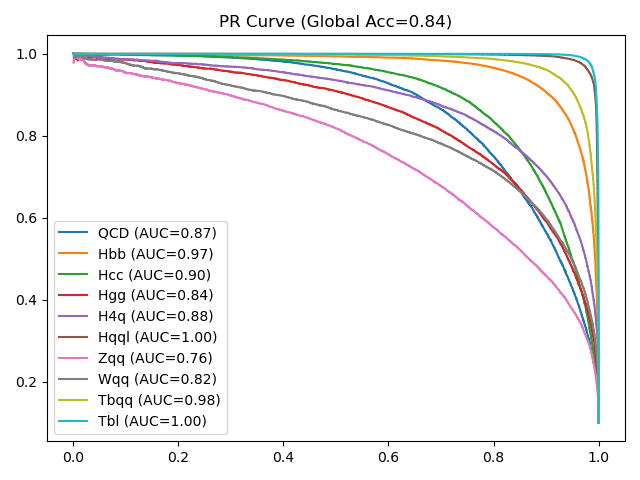 PR Curve (Global Acc=0.84)
1.0
0.8
0.6
0.4
0.2
QCD (AUC=0.87)
Hbb (AUC=0.97)
Hcc (AUC=0.90)
Hgg (AUC=0.84)
H4q (AUC=0.88)
Hqql (AUC=1.00)
Zqq (AUC=0.76)
Wqq (AUC=0.82)
Tbqq (AUC=0.98)
Tbl (AUC=1.00)
0.0 0.2 0.4 0.6 0.8 1.0